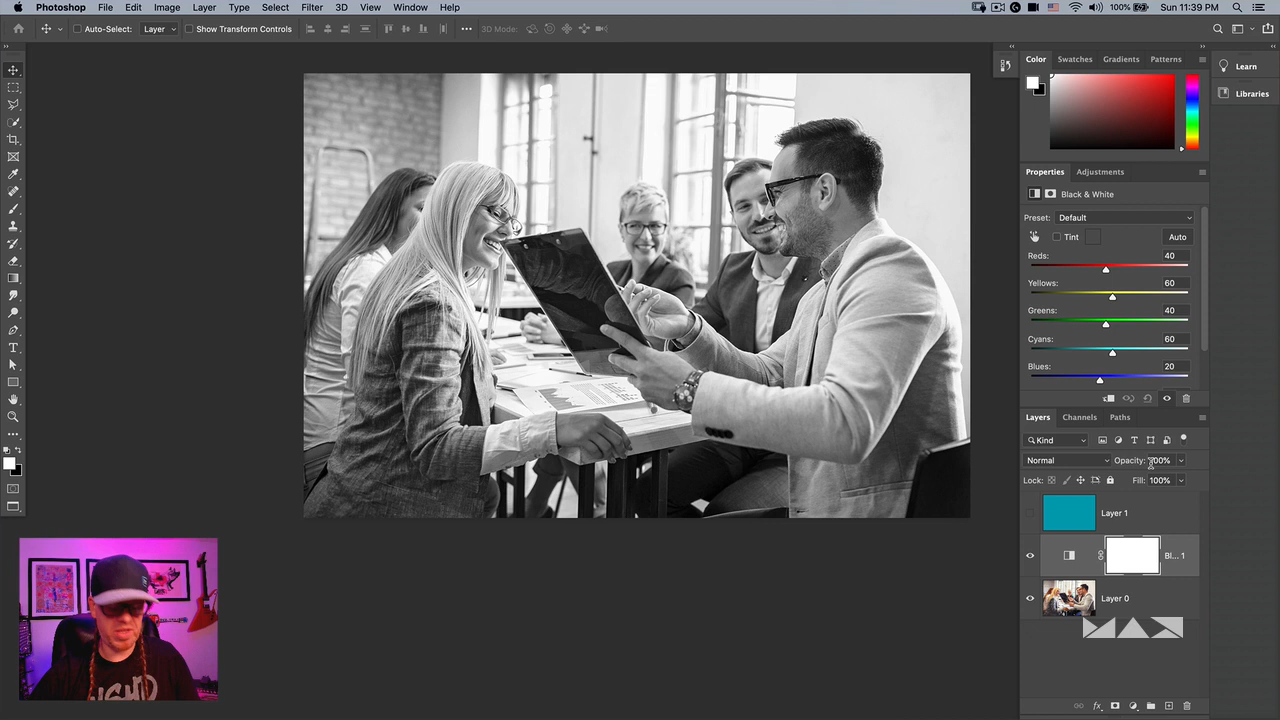 Photoshop File Edit Image Layer Type Select Filter 3D View Window Help 100% Sun 11:39 PM
Auto-Select: Layer Show Transform Controls 3D Mode:
Color Swatches Gradients Patterns
Learn
Libraries
Properties Adjustments
Black & White
Preset: Default
Tint Auto
Reds: 40
Yellows: 60
Greens: 40
Cyans: 60
Blues: 20
Layers Channels Paths
Kind
Normal Opacity: 100%
Lock: Fill: 100%
Layer 1
Bl... 1
Layer 0
MAX